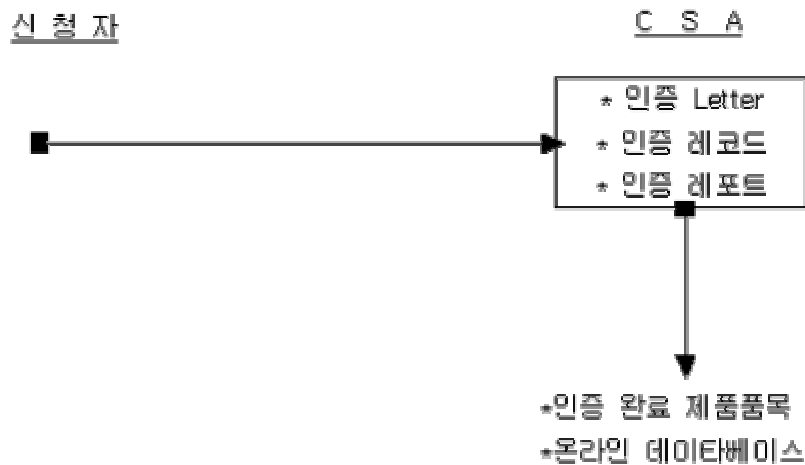 신 청 자
C S A
* 인증 Letter
* 인증 레코드
* 인증 레포트
*인증 완료 제품품목
*온라인 데이타베이스